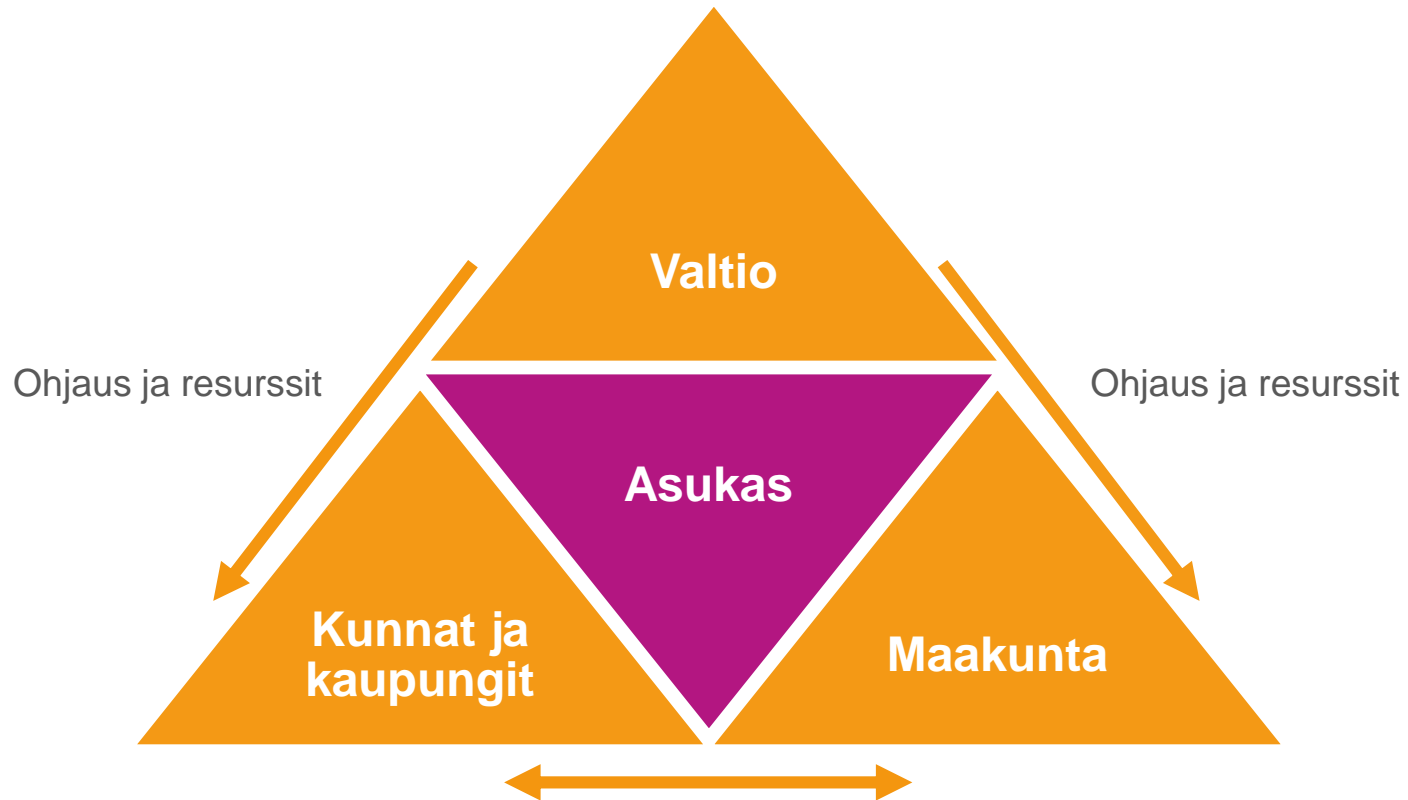 Valtio
Ohjaus ja resurssit
Ohjaus ja resurssit
Asukas
Kunnat ja
kaupungit
Maakunta